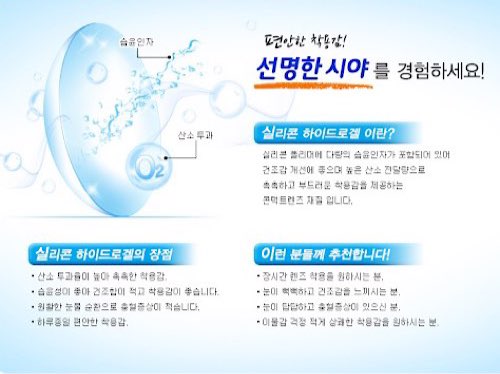 습윤인자
산소 투과
O2
편안한 착용감!
선명한 시야를 경험하세요!
실리콘 하이드로겔 이란?
실리콘 폴리머에 다량의 습윤인자가 포함되어 있어
건조감 개선에 좋으며 높은 산소 전달량으로
촉촉하고 부드러운 착용감을 제공하는
콘택트렌즈 재질 입니다.
실리콘 하이드로겔의 장점
• 산소 투과율이 높아 촉촉한 착용감.
• 습윤성이 좋아 건조함이 적고 착용감이 좋습니다.
• 원활한 눈물 순환으로 충혈증상이 적습니다.
• 하루종일 편안한 착용감.
이런 분들께 추천합니다!
• 장시간 렌즈 착용을 원하시는 분.
• 눈이 뻑뻑하고 건조감을 느끼시는 분.
• 눈이 답답하고 충혈증상이 있으신 분.
• 이물감 걱정 적게 상쾌한 착용감을 원하시는 분.